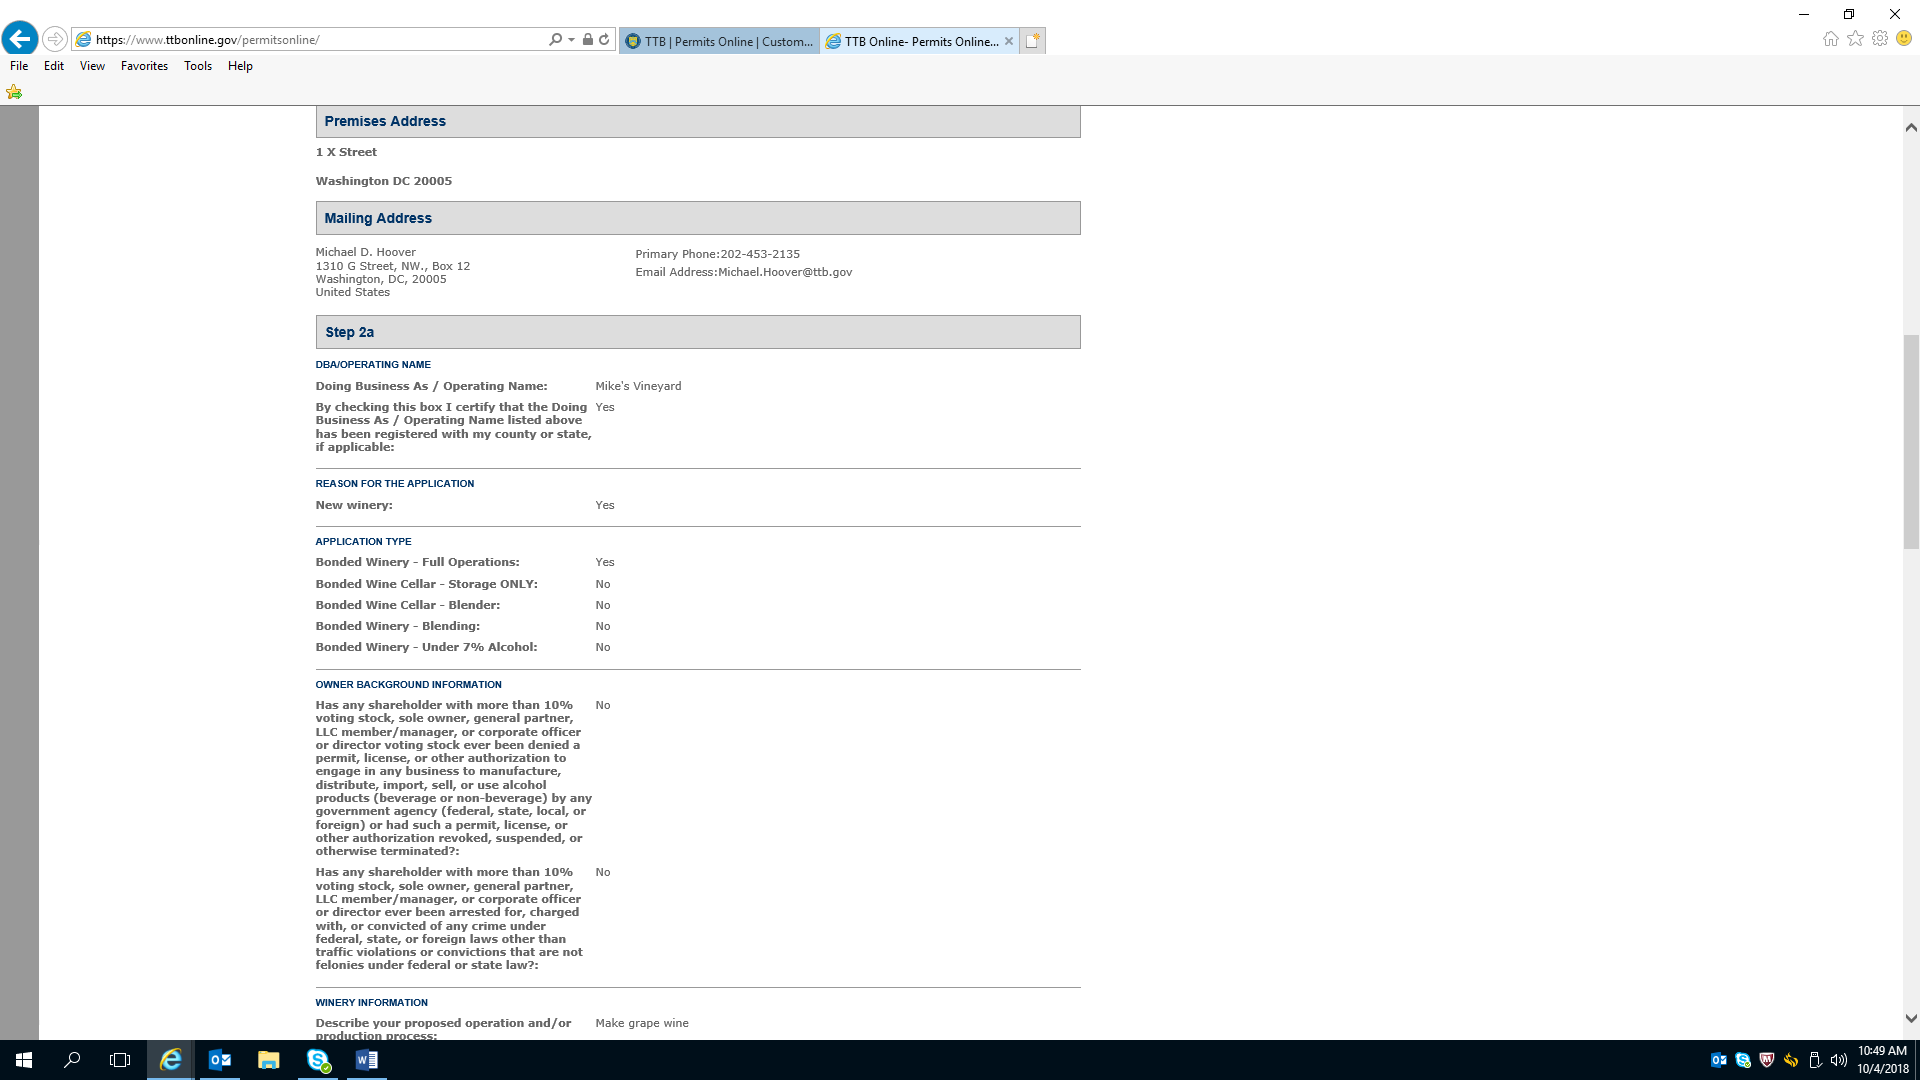 https://www.ttbonline.gov/permitsonline/
TTB | Permits Online | Custom...
TTB Online- Permits Online...
File Edit View Favorites Tools Help
Premises Address
1 X Street
Washington DC 20005
Mailing Address
Michael D. Hoover
1310 G Street, NW., Box 12
Washington, DC, 20005
United States
Primary Phone:202-453-2135
Email Address:Michael.Hoover@ttb.gov
Step 2a
DBA/OPERATING NAME
Doing Business As / Operating Name: Mike's Vineyard
By checking this box I certify that the Doing Yes
Business As / Operating Name listed above
has been registered with my county or state,
if applicable:
REASON FOR THE APPLICATION
New winery: Yes
APPLICATION TYPE
Bonded Winery - Full Operations: Yes
Bonded Wine Cellar - Storage ONLY: No
Bonded Wine Cellar - Blender: No
Bonded Winery - Blending: No
Bonded Winery - Under 7% Alcohol: No
OWNER BACKGROUND INFORMATION
Has any shareholder with more than 10% No
voting stock, sole owner, general partner,
LLC member/manager, or corporate officer
or director voting stock ever been denied a
permit, license, or other authorization to
engage in any business to manufacture,
distribute, import, sell, or use alcohol
products (beverage or non-beverage) by any
government agency (federal, state, local, or
foreign) or had such a permit, license, or
other authorization revoked, suspended, or
otherwise terminated?:
Has any shareholder with more than 10% No
voting stock, sole owner, general partner,
LLC member/manager, or corporate officer
or director ever been arrested for, charged
with, or convicted of any crime under
federal, state, or foreign laws other than
traffic violations or convictions that are not
felonies under federal or state law?:
WINERY INFORMATION
Describe your proposed operation and/or Make grape wine
production process:
10:49 AM
10/4/2018